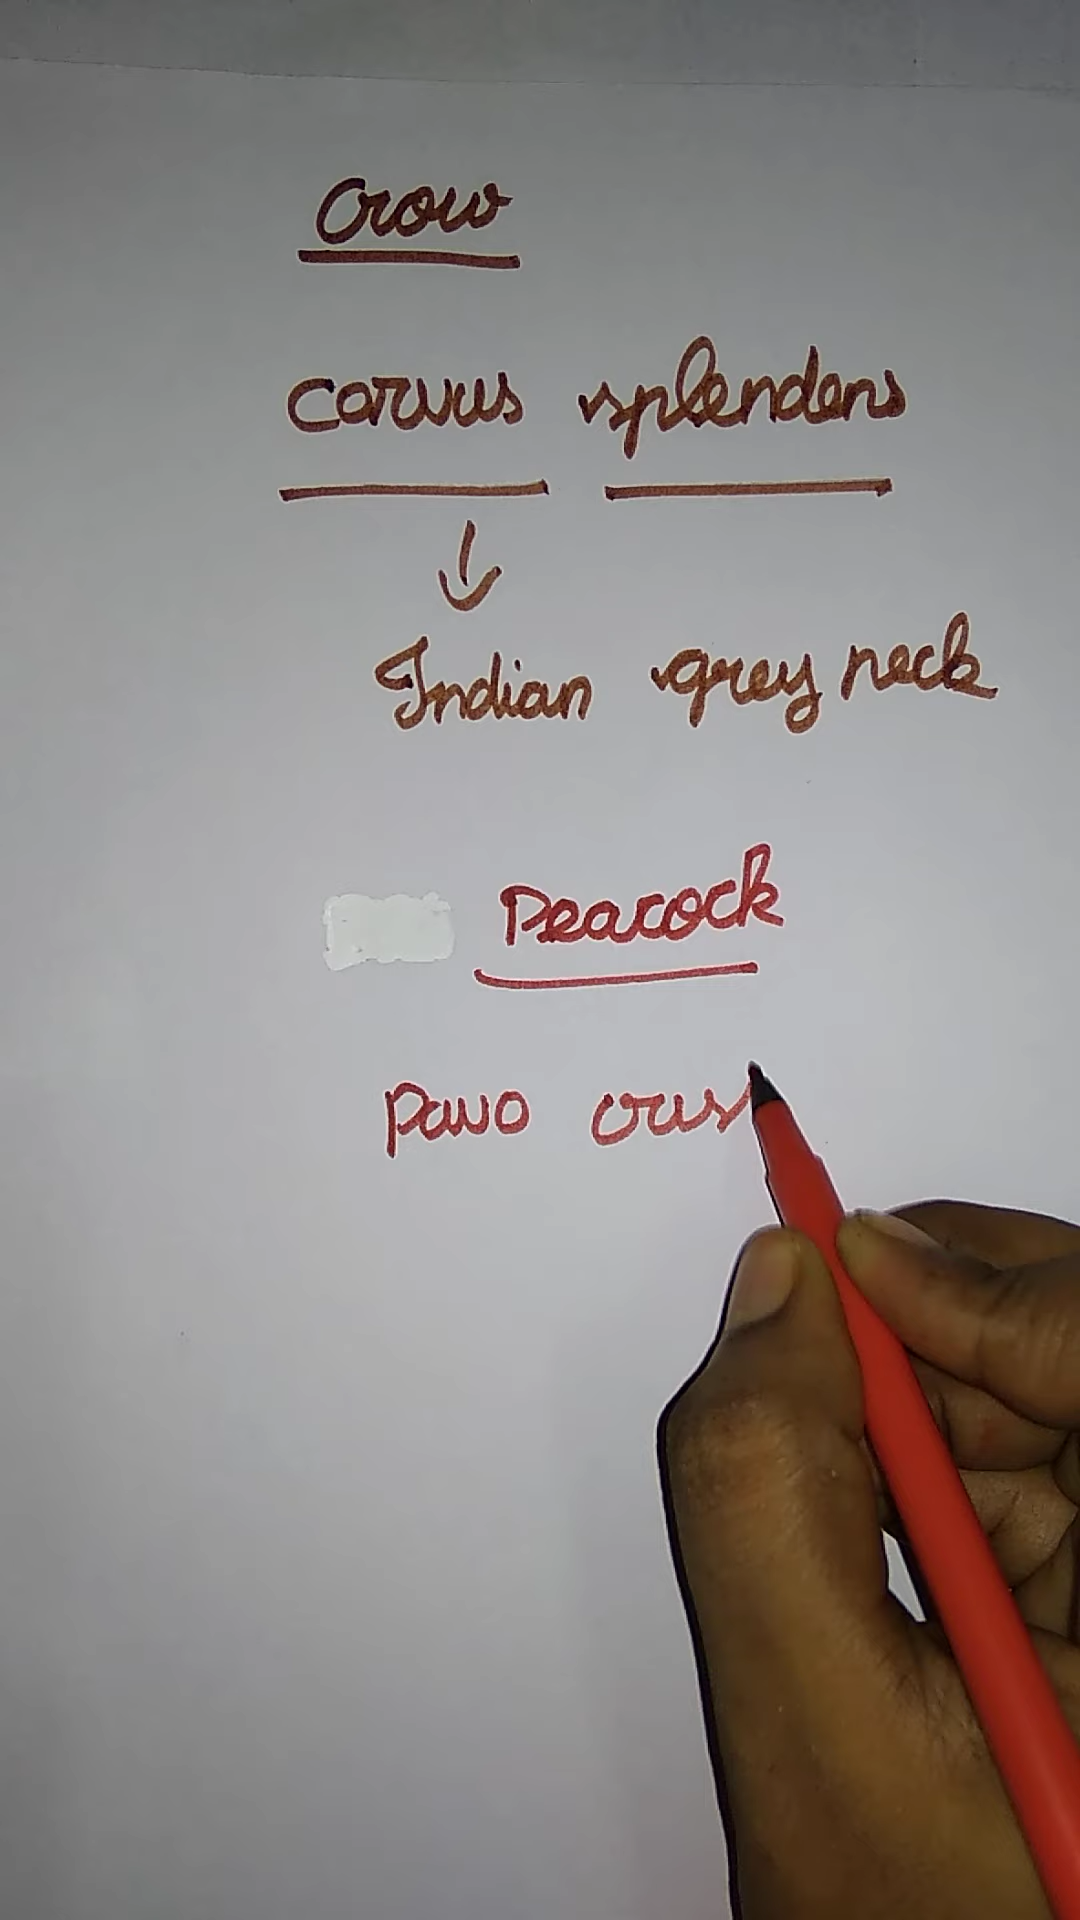 Crow
Corvus splendens
↓
Indian grey neck
Peacock
Pavo cris